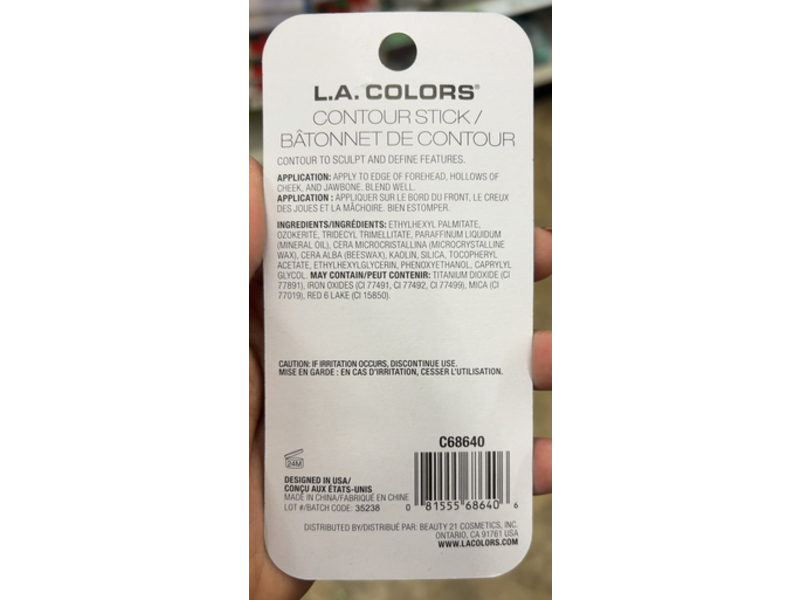 L.A. COLORS®
CONTOUR STICK /
BÂTONNET DE CONTOUR
CONTOUR TO SCULPT AND DEFINE FEATURES.
APPLICATION: APPLY TO EDGE OF FOREHEAD, HOLLOWS OF
CHEEK, AND JAWBONE. BLEND WELL.
APPLICATION : APPLIQUER SUR LE BORD DU FRONT, LE CREUX
DES JOUES ET LA MÂCHOIRE. BIEN ESTOMPER.
INGREDIENTS/INGRÉDIENTS: ETHYLHEXYL PALMITATE,
OZOKERITE, TRIDECYL TRIMELLITATE, PARAFFINUM LIQUIDUM
(MINERAL OIL), CERA MICROCRISTALLINA (MICROCRYSTALLINE
WAX), CERA ALBA (BEESWAX), KAOLIN, SILICA, TOCOPHERYL
ACETATE, ETHYLHEXYLGLYCERIN, PHENOXYETHANOL, CAPRYLYL
GLYCOL. MAY CONTAIN/PEUT CONTENIR: TITANIUM DIOXIDE (CI
77891), IRON OXIDES (CI 77491, CI 77492, CI 77499), MICA (CI
77019), RED 6 LAKE (CI 15850).
CAUTION: IF IRRITATION OCCURS, DISCONTINUE USE.
MISE EN GARDE : EN CAS D'IRRITATION, CESSER L'UTILISATION.
C68640
24M
DESIGNED IN USA/
CONÇU AUX ÉTATS-UNIS
MADE IN CHINA/FABRIQUÉ EN CHINE
LOT #/BATCH CODE: 35238
0 81555 68640 6
DISTRIBUTED BY/DISTRIBUÉ PAR: BEAUTY 21 COSMETICS, INC.
ONTARIO, CA 91761 USA
WWW.LACOLORS.COM